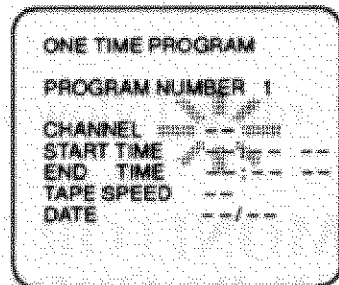 ONE TIME PROGRAM
PROGRAM NUMBER 1
CHANNEL --
START TIME --:-- --
END TIME --:-- --
TAPE SPEED --
DATE --/--